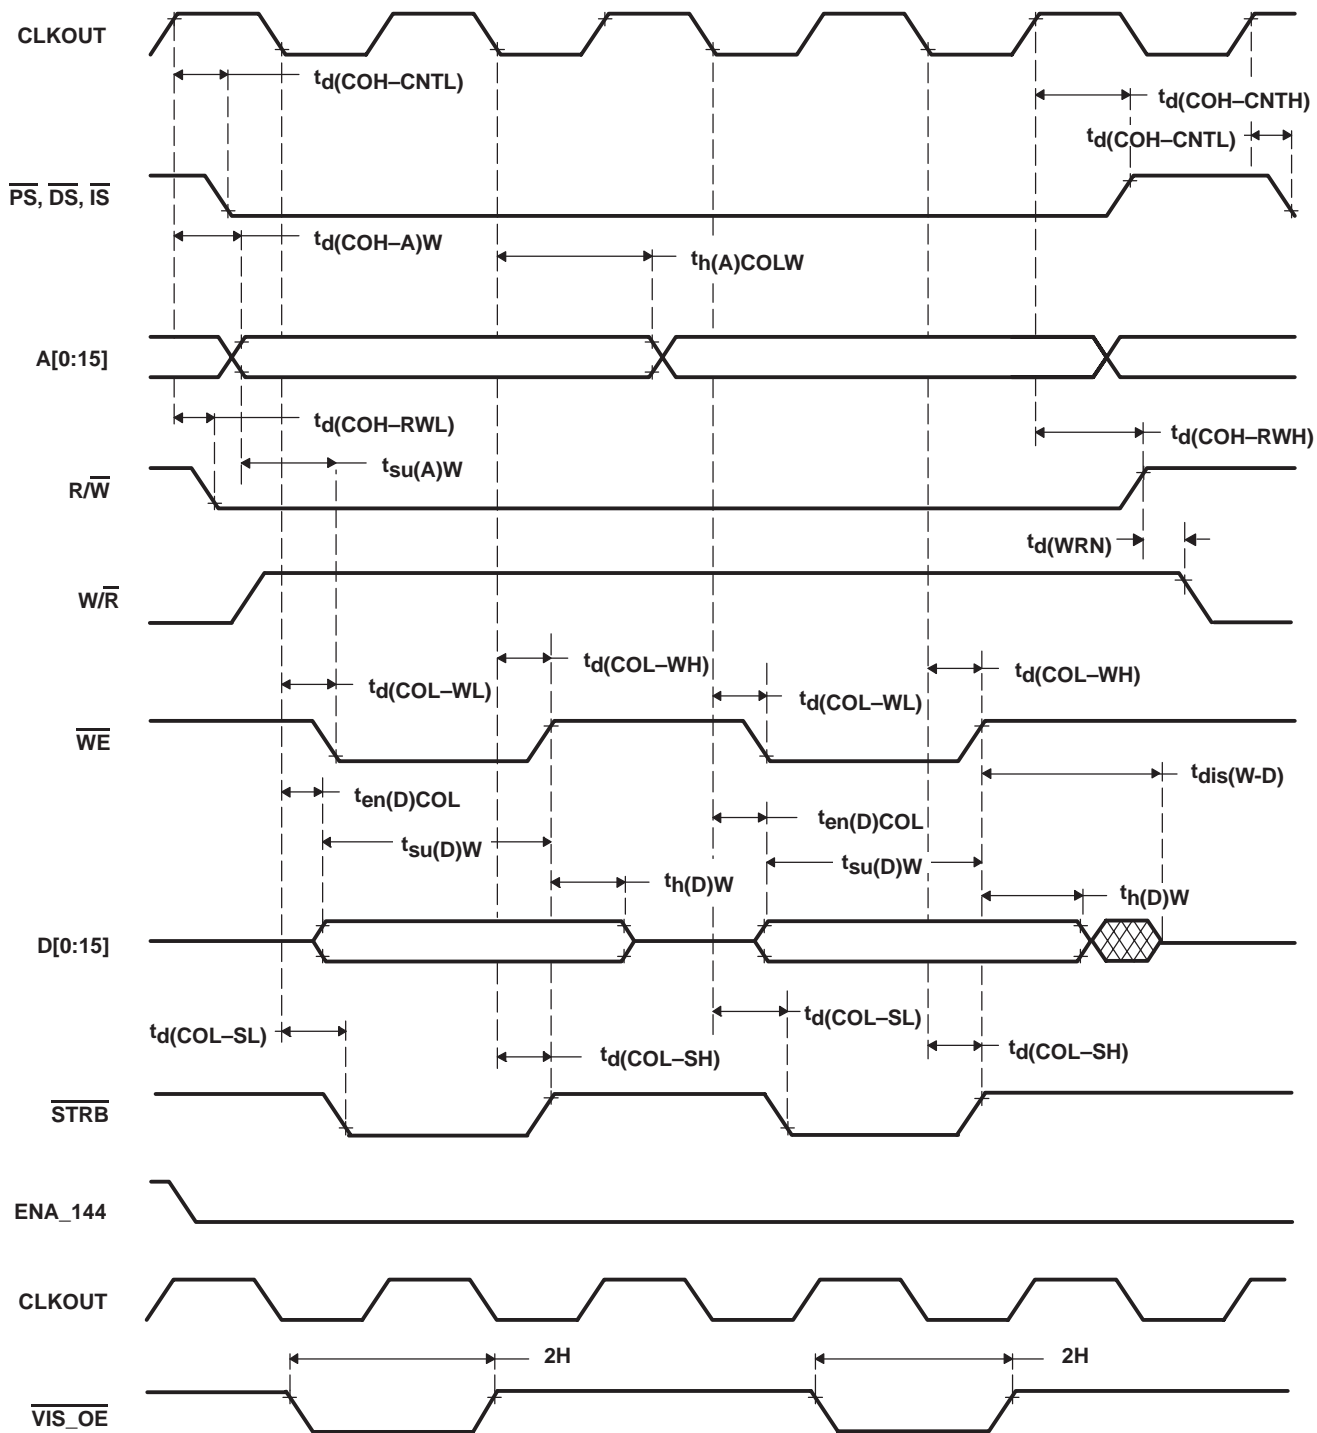 CLKOUT
td(COH–CNTL)
td(COH–CNTH)
td(COH–CNTL)
PS, DS, IS
td(COH–A)W
th(A)COLW
A[0:15]
td(COH–RWL)
td(COH–RWH)
tsu(A)W
R/W
td(WRN)
W/R
td(COL–WL)
td(COL–WH)
td(COL–WL)
td(COL–WH)
WE
tdis(W-D)
ten(D)COL
ten(D)COL
tsu(D)W
tsu(D)W
th(D)W
th(D)W
D[0:15]
td(COL–SL)
td(COL–SL)
td(COL–SH)
td(COL–SH)
STRB
ENA_144
CLKOUT
2H
2H
VIS_OE